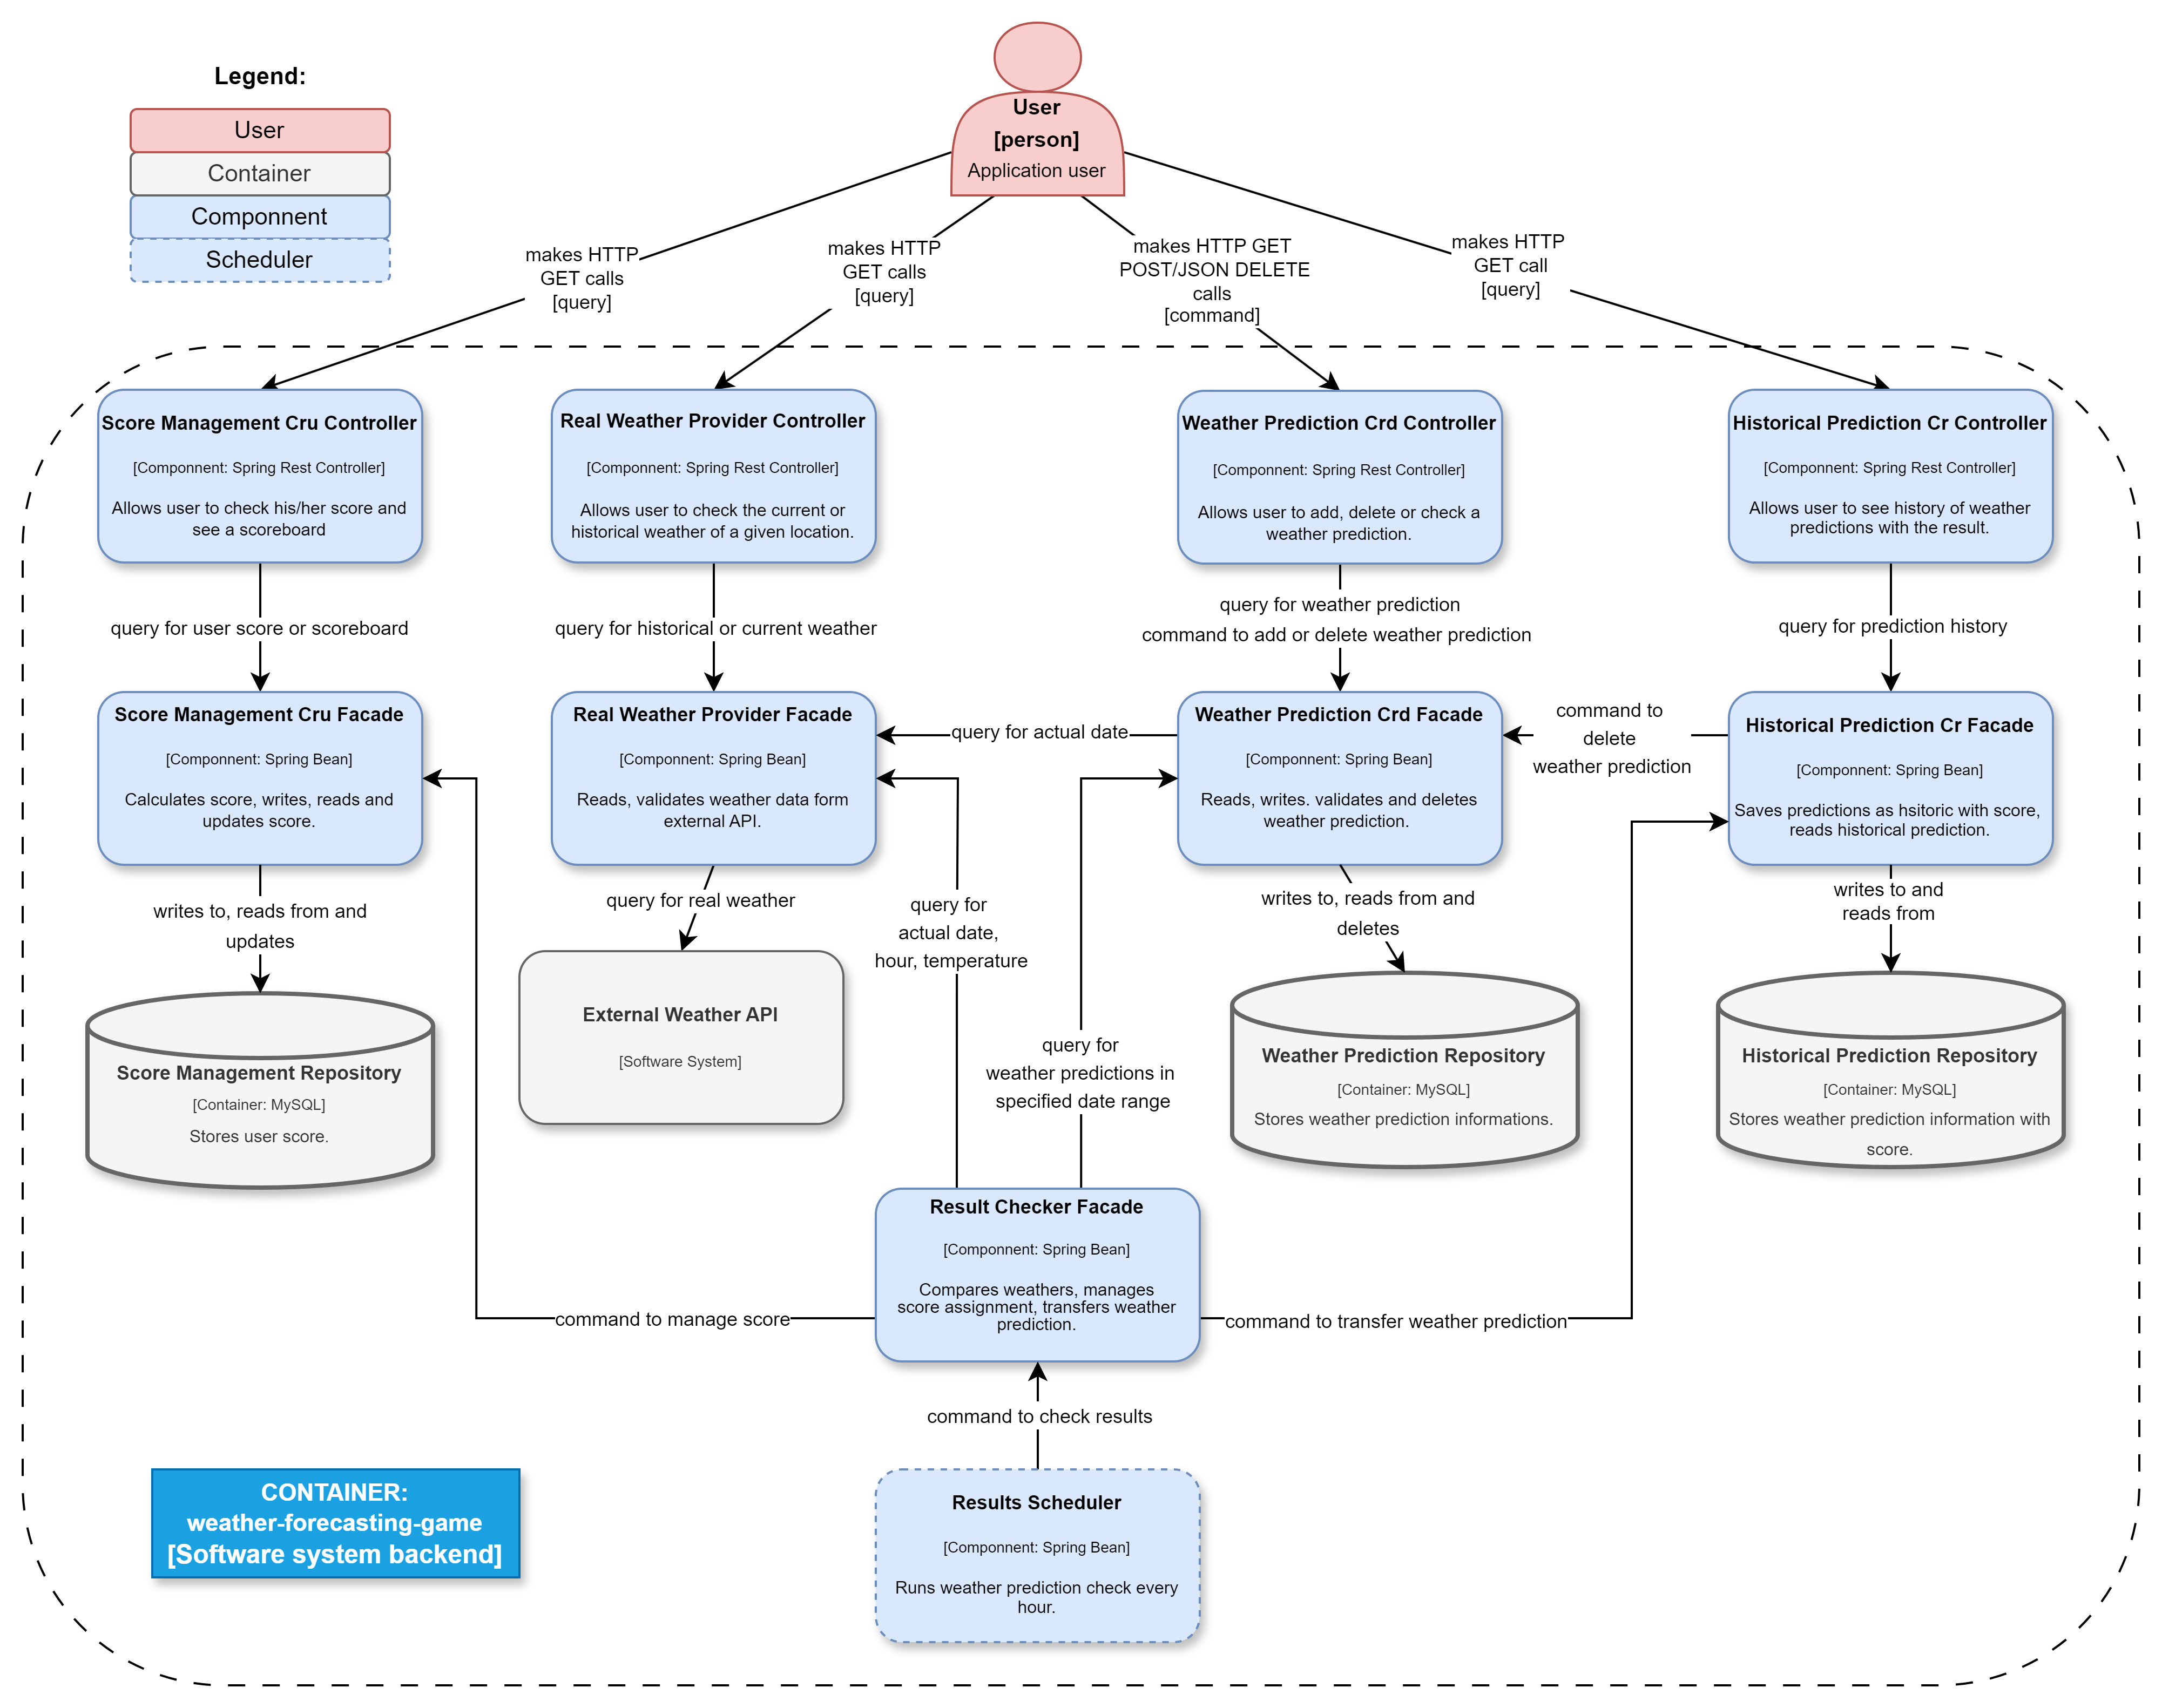 User
[person]
Application user
Legend:
User
Container
Componnent
Scheduler
makes HTTP
GET calls
[query]
makes HTTP
GET calls
[query]
makes HTTP GET
POST/JSON DELETE
calls
[command]
makes HTTP
GET call
[query]
Score Management Cru Controller
[Componnent: Spring Rest Controller]
Allows user to check his/her score and
see a scoreboard
Real Weather Provider Controller
[Componnent: Spring Rest Controller]
Allows user to check the current or
historical weather of a given location.
Weather Prediction Crd Controller
[Componnent: Spring Rest Controller]
Allows user to add, delete or check a
weather prediction.
Historical Prediction Cr Controller
[Componnent: Spring Rest Controller]
Allows user to see history of weather
predictions with the result.
query for user score or scoreboard
query for historical or current weather
query for weather prediction
command to add or delete weather prediction
query for prediction history
Score Management Cru Facade
[Componnent: Spring Bean]
Calculates score, writes, reads and
updates score.
Real Weather Provider Facade
[Componnent: Spring Bean]
Reads, validates weather data form
external API.
query for actual date
Weather Prediction Crd Facade
[Componnent: Spring Bean]
Reads, writes. validates and deletes
weather prediction.
command to
delete
weather prediction
Historical Prediction Cr Facade
[Componnent: Spring Bean]
Saves predictions as hsitoric with score,
reads historical prediction.
writes to, reads from and
updates
query for real weather
query for
actual date,
hour, temperature
writes to, reads from and
deletes
writes to and
reads from
Score Management Repository
[Container: MySQL]
Stores user score.
External Weather API
[Software System]
query for
weather predictions in
specified date range
Weather Prediction Repository
[Container: MySQL]
Stores weather prediction informations.
Historical Prediction Repository
[Container: MySQL]
Stores weather prediction information with
score.
Result Checker Facade
[Componnent: Spring Bean]
Compares weathers, manages
score assignment, transfers weather
prediction.
command to manage score
command to transfer weather prediction
command to check results
CONTAINER:
weather-forecasting-game
[Software system backend]
Results Scheduler
[Componnent: Spring Bean]
Runs weather prediction check every
hour.